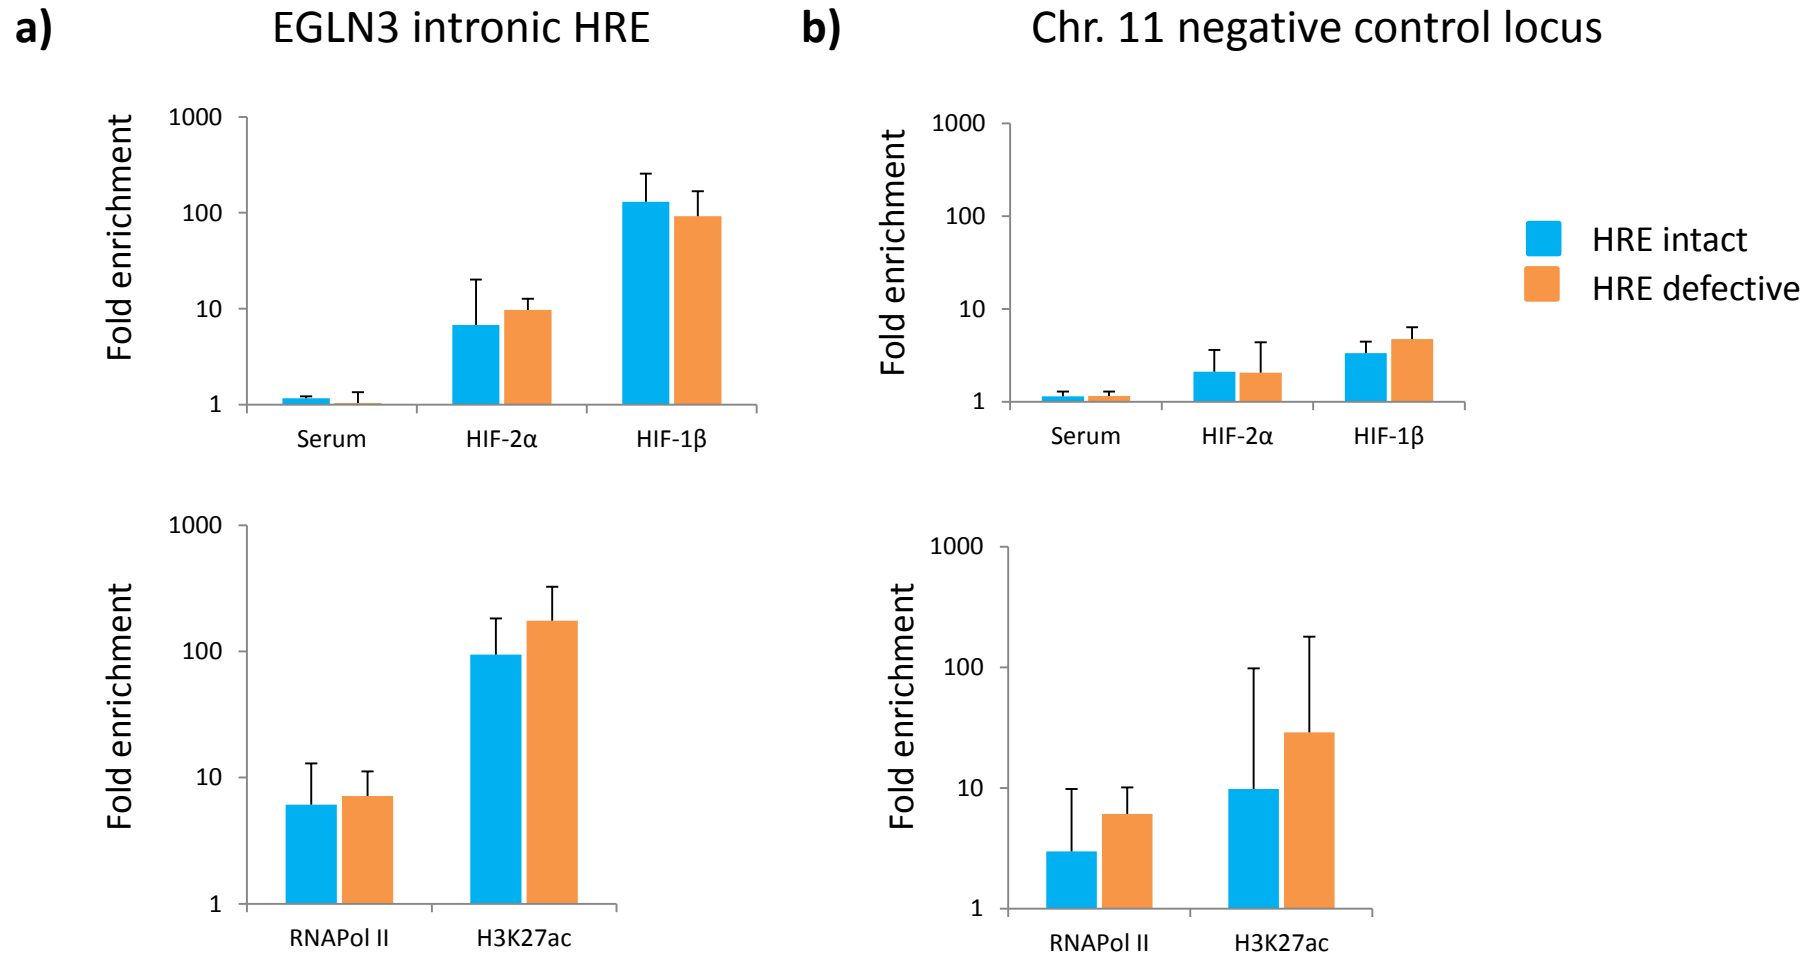 a)
EGLN3 intronic HRE
b)
Chr. 11 negative control locus
Fold enrichment
1000
100
10
1
Serum
HIF-2α
HIF-1β
Fold enrichment
1000
100
10
1
Serum
HIF-2α
HIF-1β
HRE intact
HRE defective
Fold enrichment
1000
100
10
1
RNAPol II
H3K27ac
Fold enrichment
1000
100
10
1
RNAPol II
H3K27ac